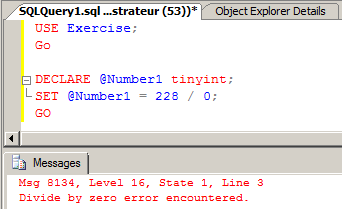 SQLQuery1.sql ...strateur (53))* Object Explorer Details
USE Exercise;
Go
DECLARE @Number1 tinyint;
SET @Number1 = 228 / 0;
GO
Messages
Msg 8134, Level 16, State 1, Line 3
Divide by zero error encountered.